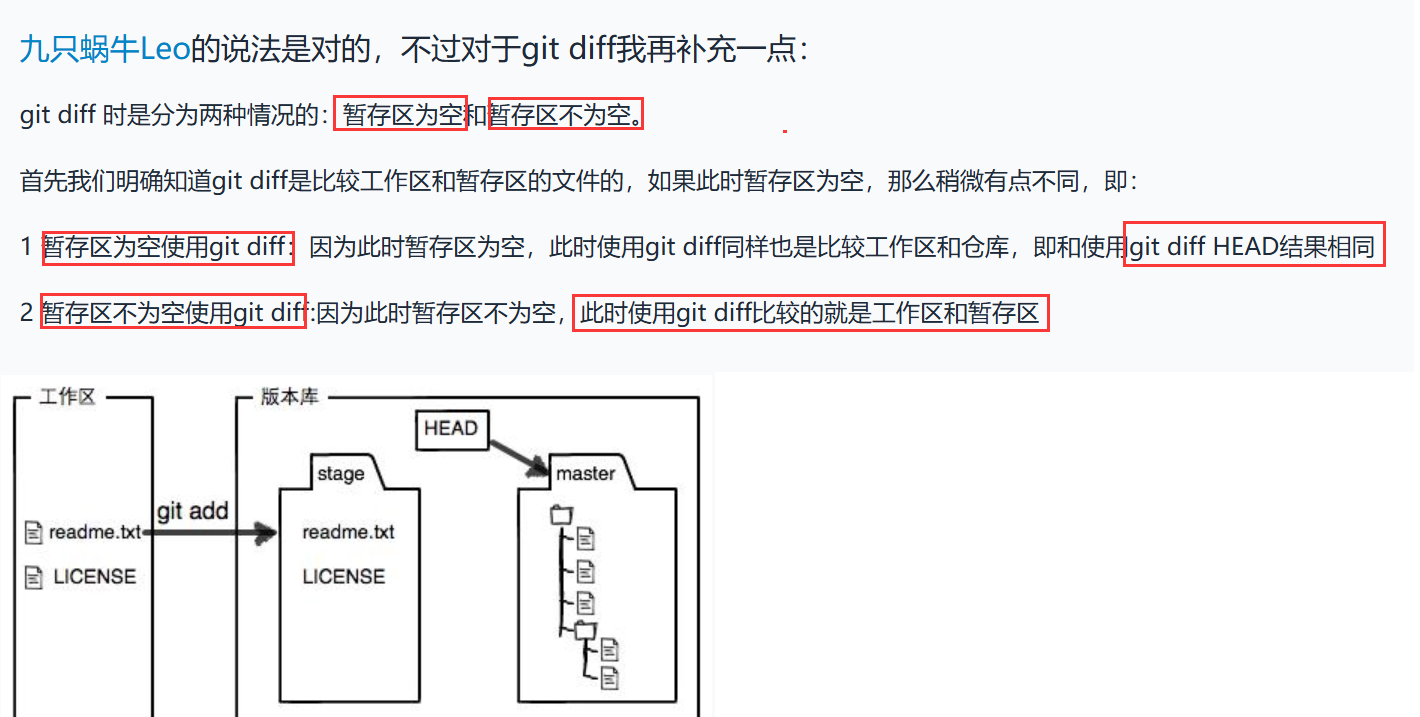 九只蜗牛Leo的说法是对的，不过对于git diff我再补充一点：
git diff 时是分为两种情况的：暂存区为空和暂存区不为空。
首先我们明确知道git diff是比较工作区和暂存区的文件的，如果此时暂存区为空，那么稍微有点不同，即：
1 暂存区为空使用git diff：因为此时暂存区为空，此时使用git diff同样也是比较工作区和仓库，即和使用git diff HEAD结果相同
2 暂存区不为空使用git diff:因为此时暂存区不为空，此时使用git diff比较的就是工作区和暂存区
工作区
版本库
HEAD
stage
master
git add
readme.txt
readme.txt
LICENSE
LICENSE